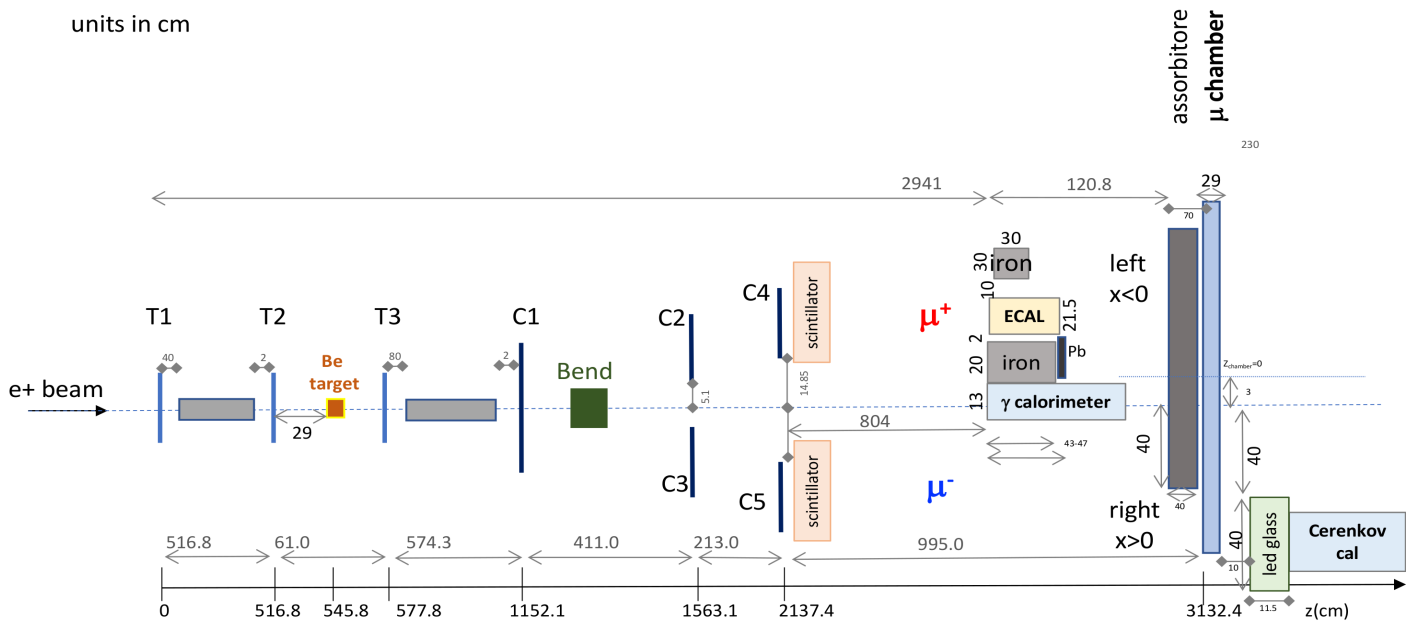 units in cm
assorbitore
μ chamber
230
2941
120.8
29
70
30
30
iron
left
x<0
10
C4
scintillator
T1
T2
T3
C1
C2
μ+
ECAL
21.5
40
2
Be
target
80
2
Bend
2
iron
Pb
20
Zchamber=0
e+ beam
5.1
14.85
3
13
γ calorimeter
29
804
43-47
40
40
C3
C5
scintillator
μ-
40
right
x>0
516.8
61.0
574.3
411.0
213.0
995.0
40
led glass
Cerenkov
cal
10
11.5
0
516.8
545.8
577.8
1152.1
1563.1
2137.4
3132.4
z(cm)